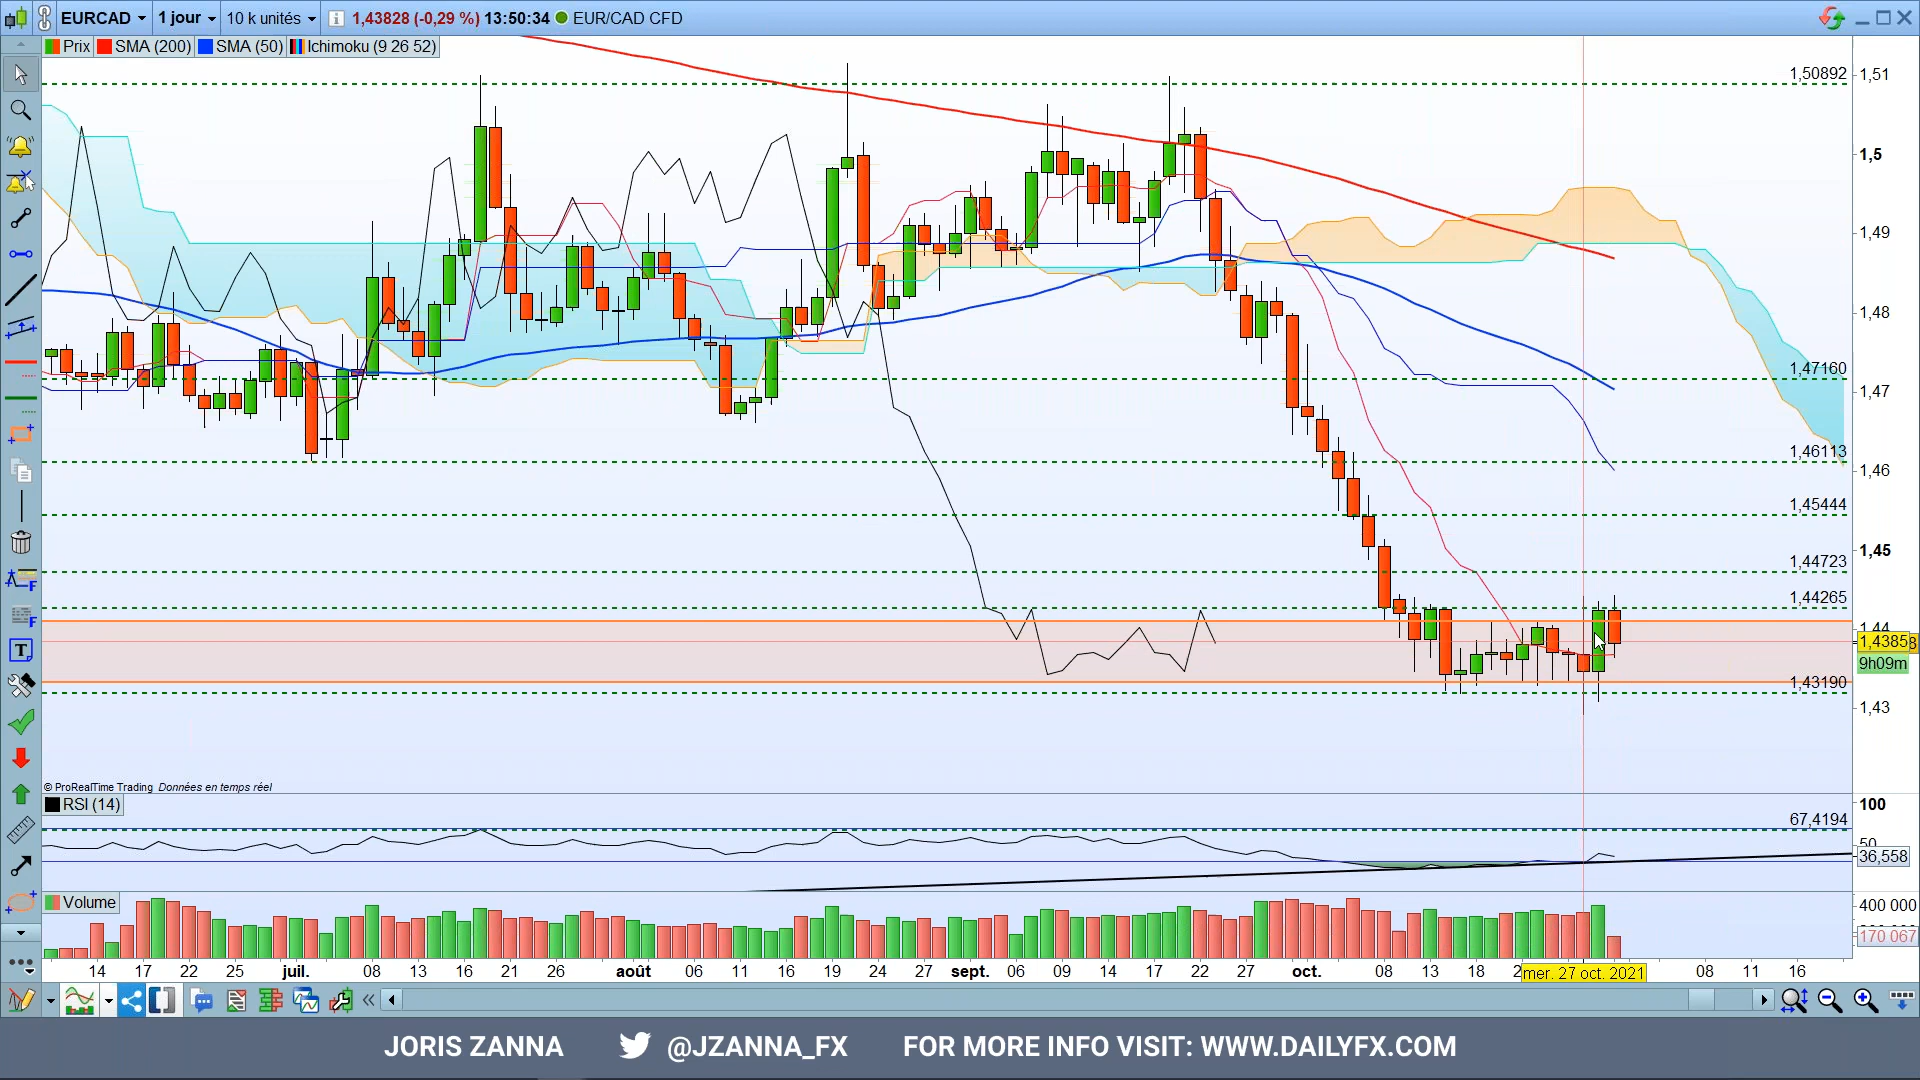 EURCAD 1 jour 10 k unités 1,43828 (-0,29 %) 13:50:34 EUR/CAD CFD
Prix SMA (200) SMA (50) Ichimoku (9 26 52)
1,50892 1,51
1,5
1,49
1,48
1,47160
1,47
1,46113
1,46
1,45444
1,45
1,44723
1,44265
1,44
1,43858
9h09m
1,43190
1,43
© ProRealTime Trading Données en temps réel
RSI (14) 100
67,4194
50
36,558
Volume 400 000
170 067
14 17 22 25 juil. 08 13 16 21 26 août 06 11 16 19 24 27 sept. 06 09 14 17 22 27 oct. 08 13 18 mer. 27 oct. 2021 08 11 16
JORIS ZANNA @JZANNA_FX FOR MORE INFO VISIT: WWW.DAILYFX.COM